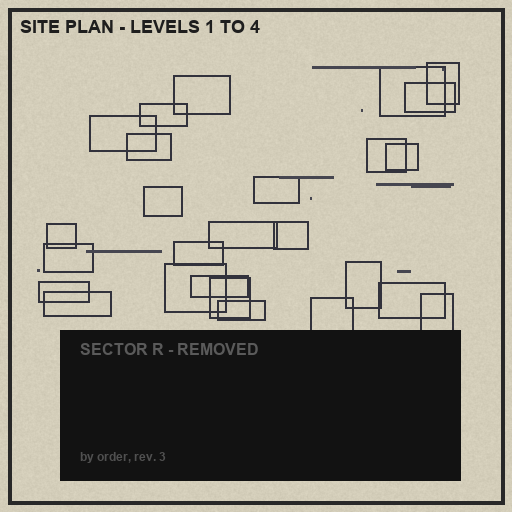 SITE PLAN - LEVELS 1 TO 4
SECTOR R - REMOVED
by order, rev. 3